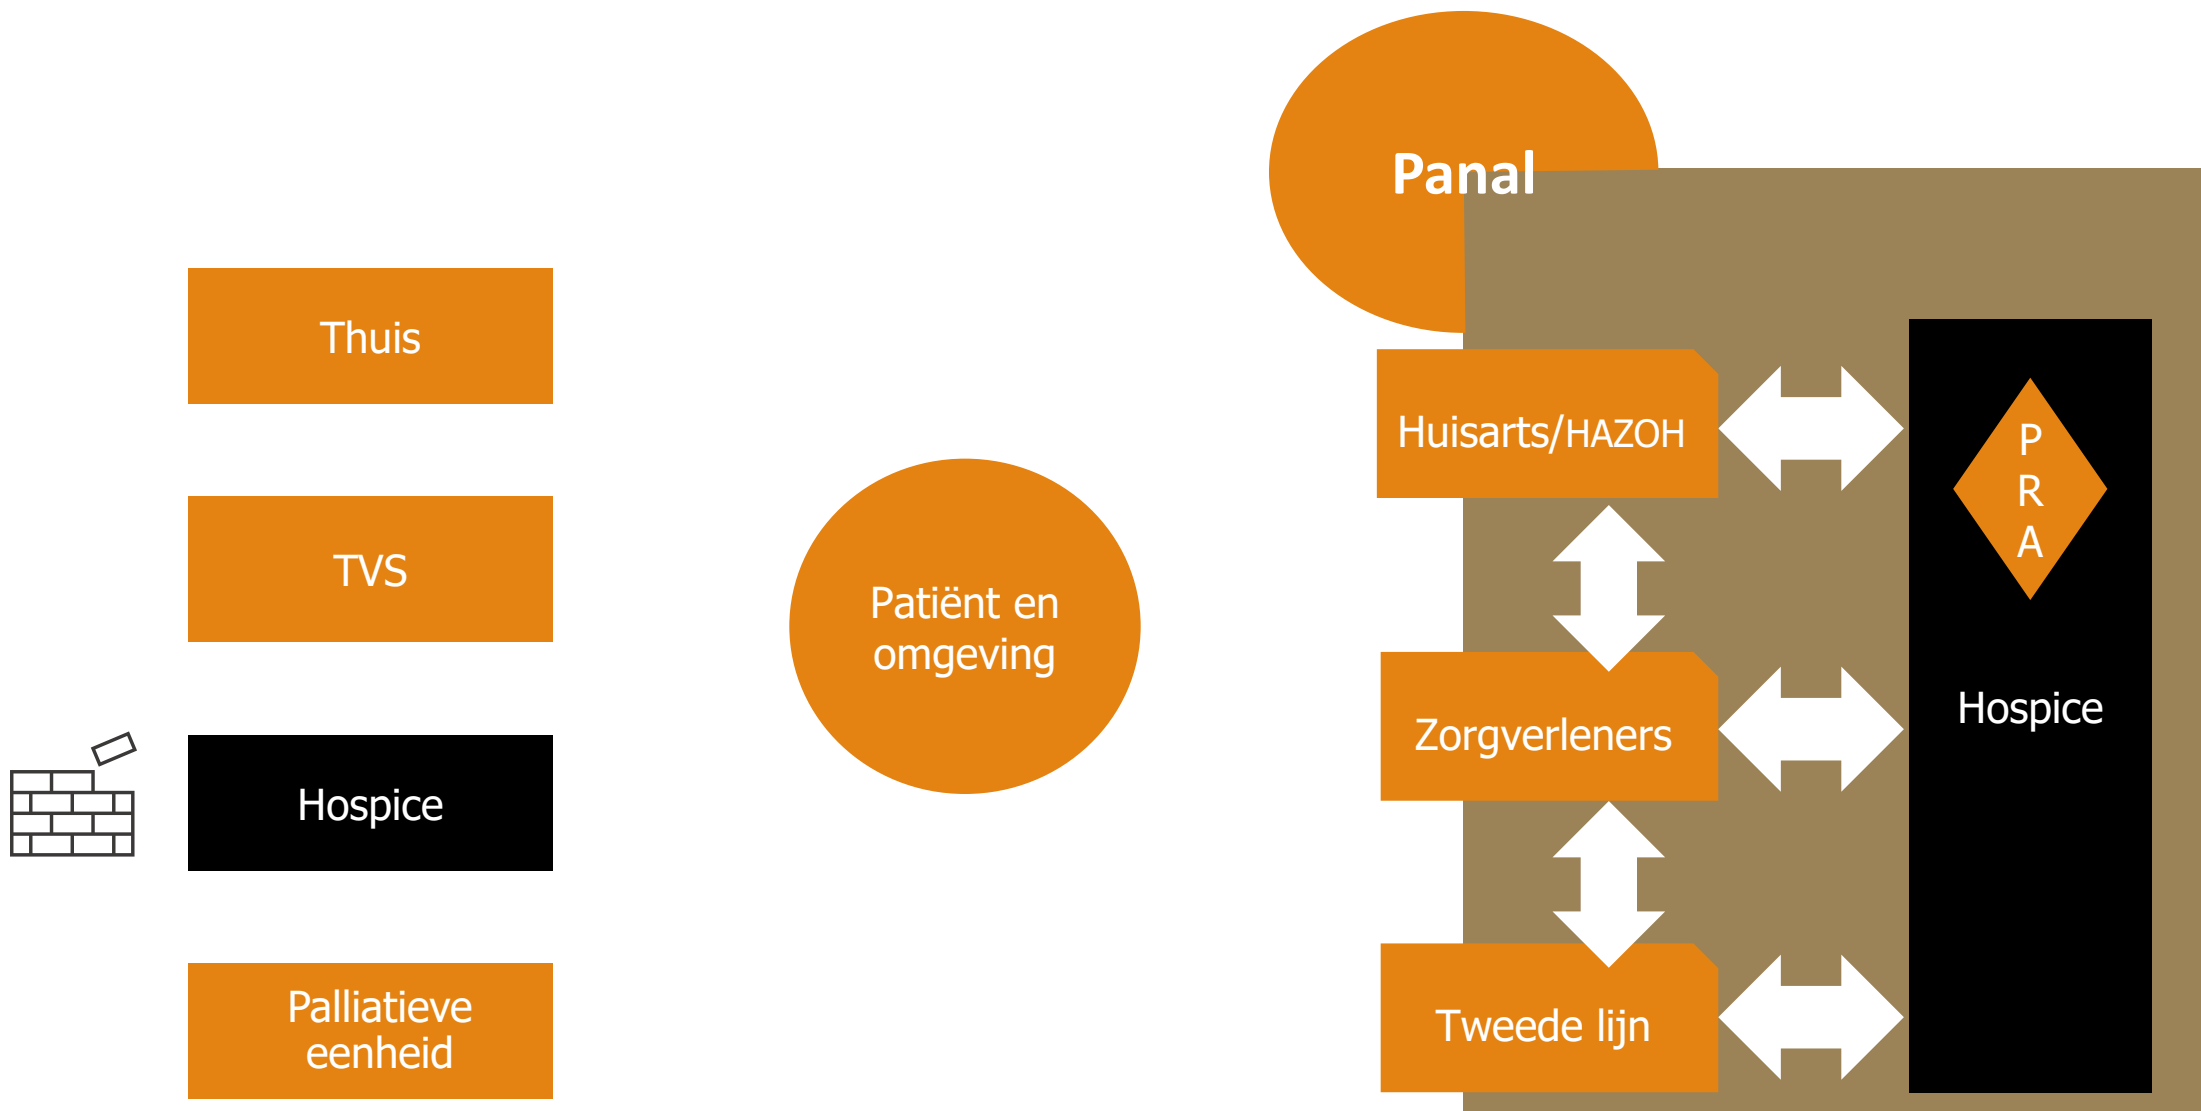 Thuis
TVS
Hospice
Palliatieve
eenheid
Patiënt en
omgeving
Panal
Huisarts/HAZOH
Zorgverleners
Tweede lijn
P
R
A
Hospice